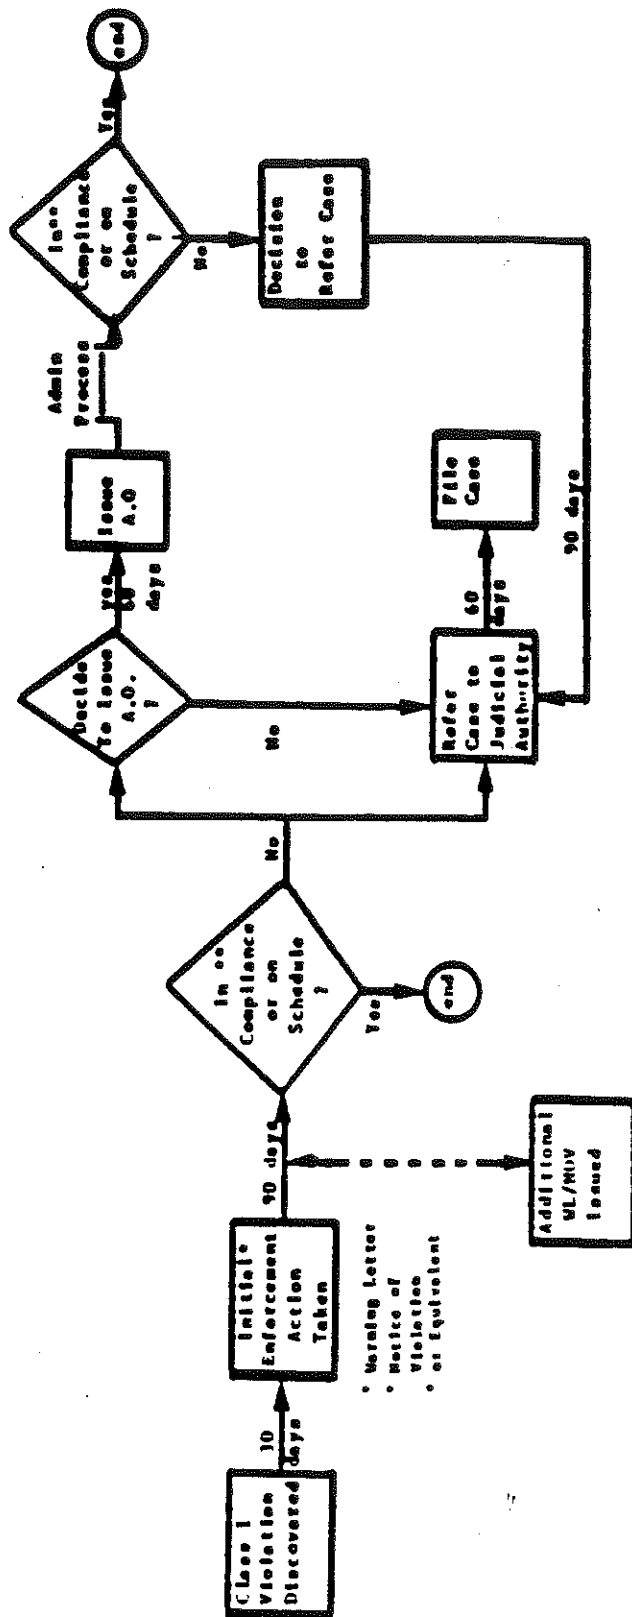 Class I
Violation
Discovered
days
Initial*
Enforcement
Action
Taken
* Warning Letter
* Notice of
Violation
* or Equivalent
90 days
Additional
WL/NOV
Issued
In **
Compliance
or on
Schedule
?
Yes
end
No
Decide
To Issue
A.O.
?
yes
60
days
No
Issue
A.O
Admin
Process
In**
Compliance
or on
Schedule
?
Yes
end
No
Decision
to
Refer Case
90 days
Refer
Case to
Judicial
Authority
60
days
File
Case